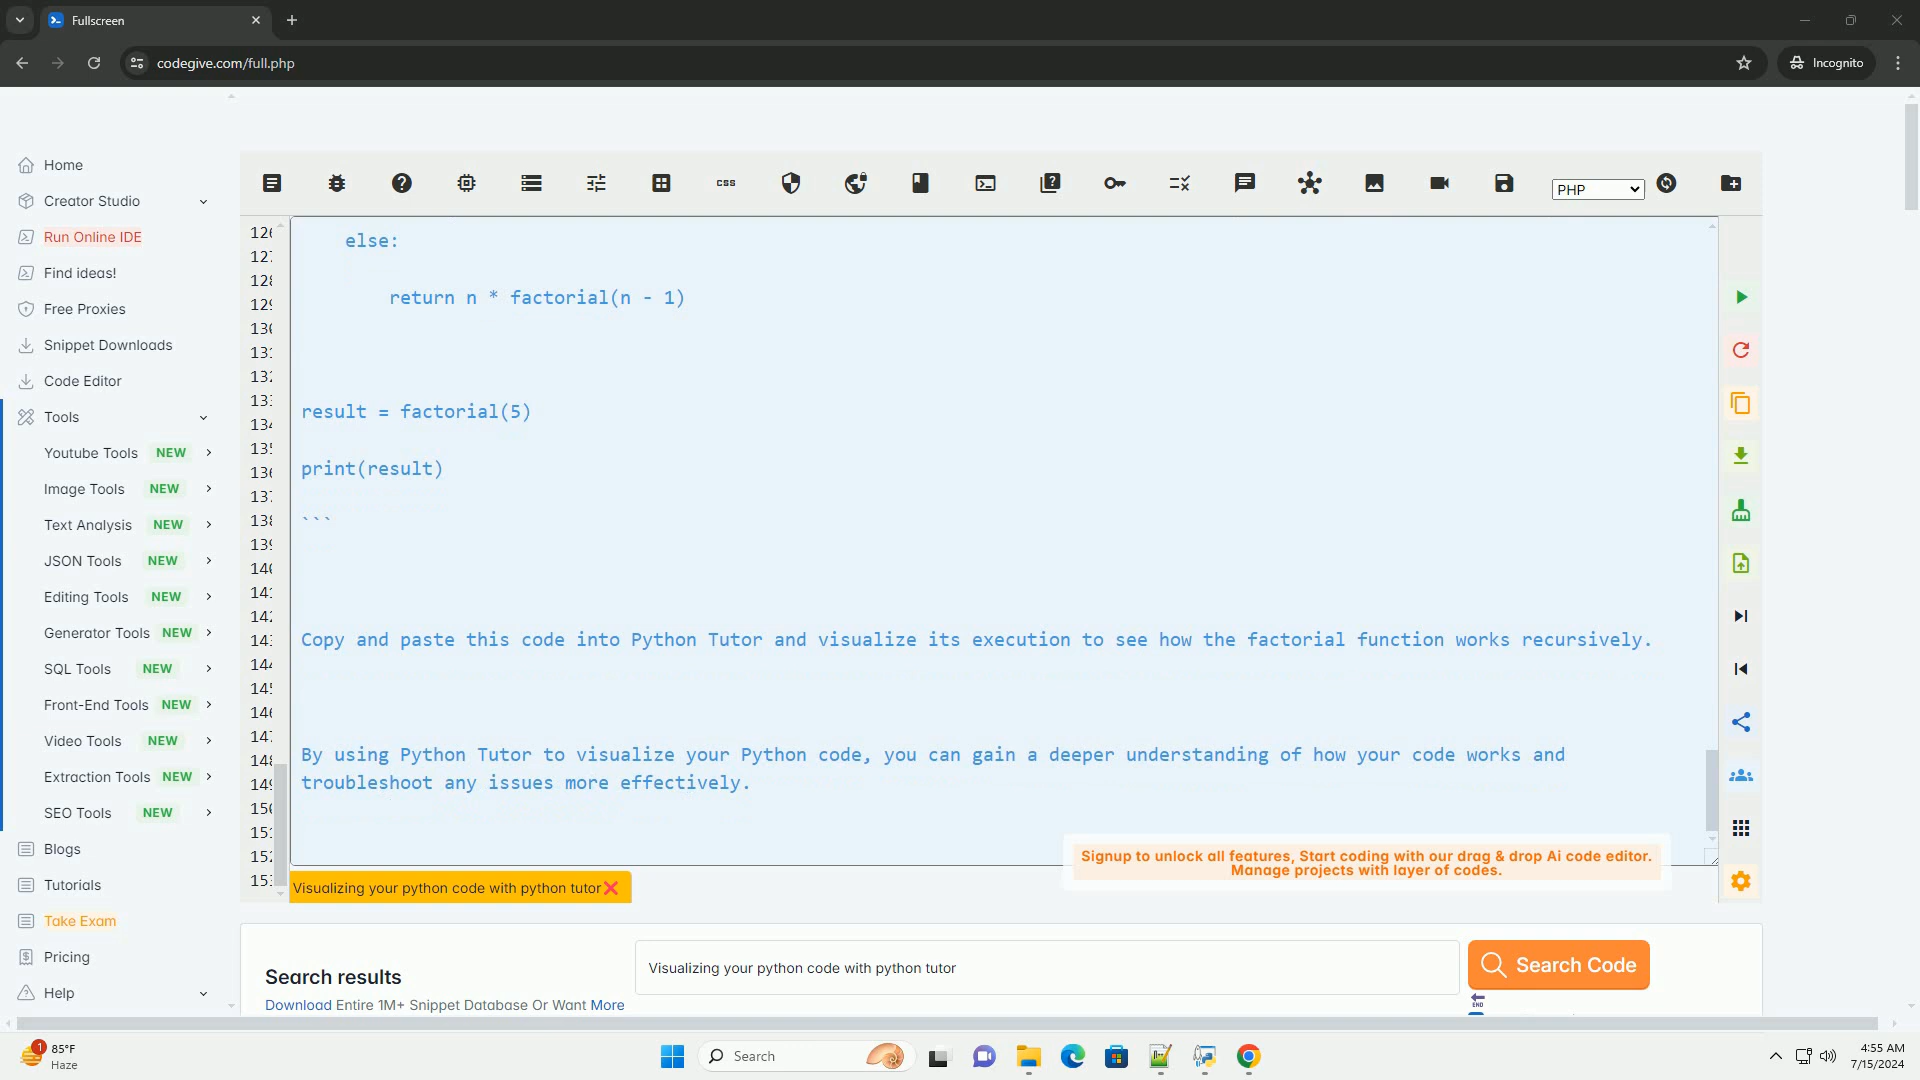 Fullscreen
codegive.com/full.php
Incognito
Home
Creator Studio
Run Online IDE
Find ideas!
Free Proxies
Snippet Downloads
Code Editor
Tools
Youtube Tools NEW
Image Tools NEW
Text Analysis NEW
JSON Tools NEW
Editing Tools NEW
Generator Tools NEW
SQL Tools NEW
Front-End Tools NEW
Video Tools NEW
Extraction Tools NEW
SEO Tools NEW
Blogs
Tutorials
Take Exam
Pricing
Help
css
PHP
else:
return n * factorial(n - 1)
result = factorial(5)
print(result)
```
Copy and paste this code into Python Tutor and visualize its execution to see how the factorial function works recursively.
By using Python Tutor to visualize your Python code, you can gain a deeper understanding of how your code works and
troubleshoot any issues more effectively.
Signup to unlock all features, Start coding with our drag & drop Ai code editor.
Manage projects with layer of codes.
Visualizing your python code with python tutor
Search results
Download Entire 1M+ Snippet Database Or Want More
Visualizing your python code with python tutor
Search Code
END
1
85°F
Haze
Search
4:55 AM
7/15/2024